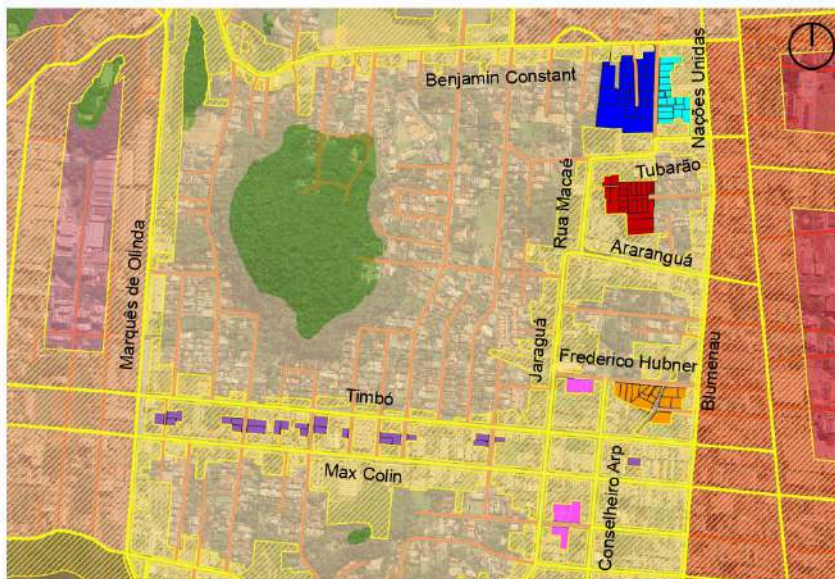 Benjamin Constant
Nações Unidas
Tubarão
Rua Macaé
Araranguá
Marquês de Olinda
Jaraguá
Frederico Hubner
Blumenau
Timbó
Max Colin
Conselheiro Arp